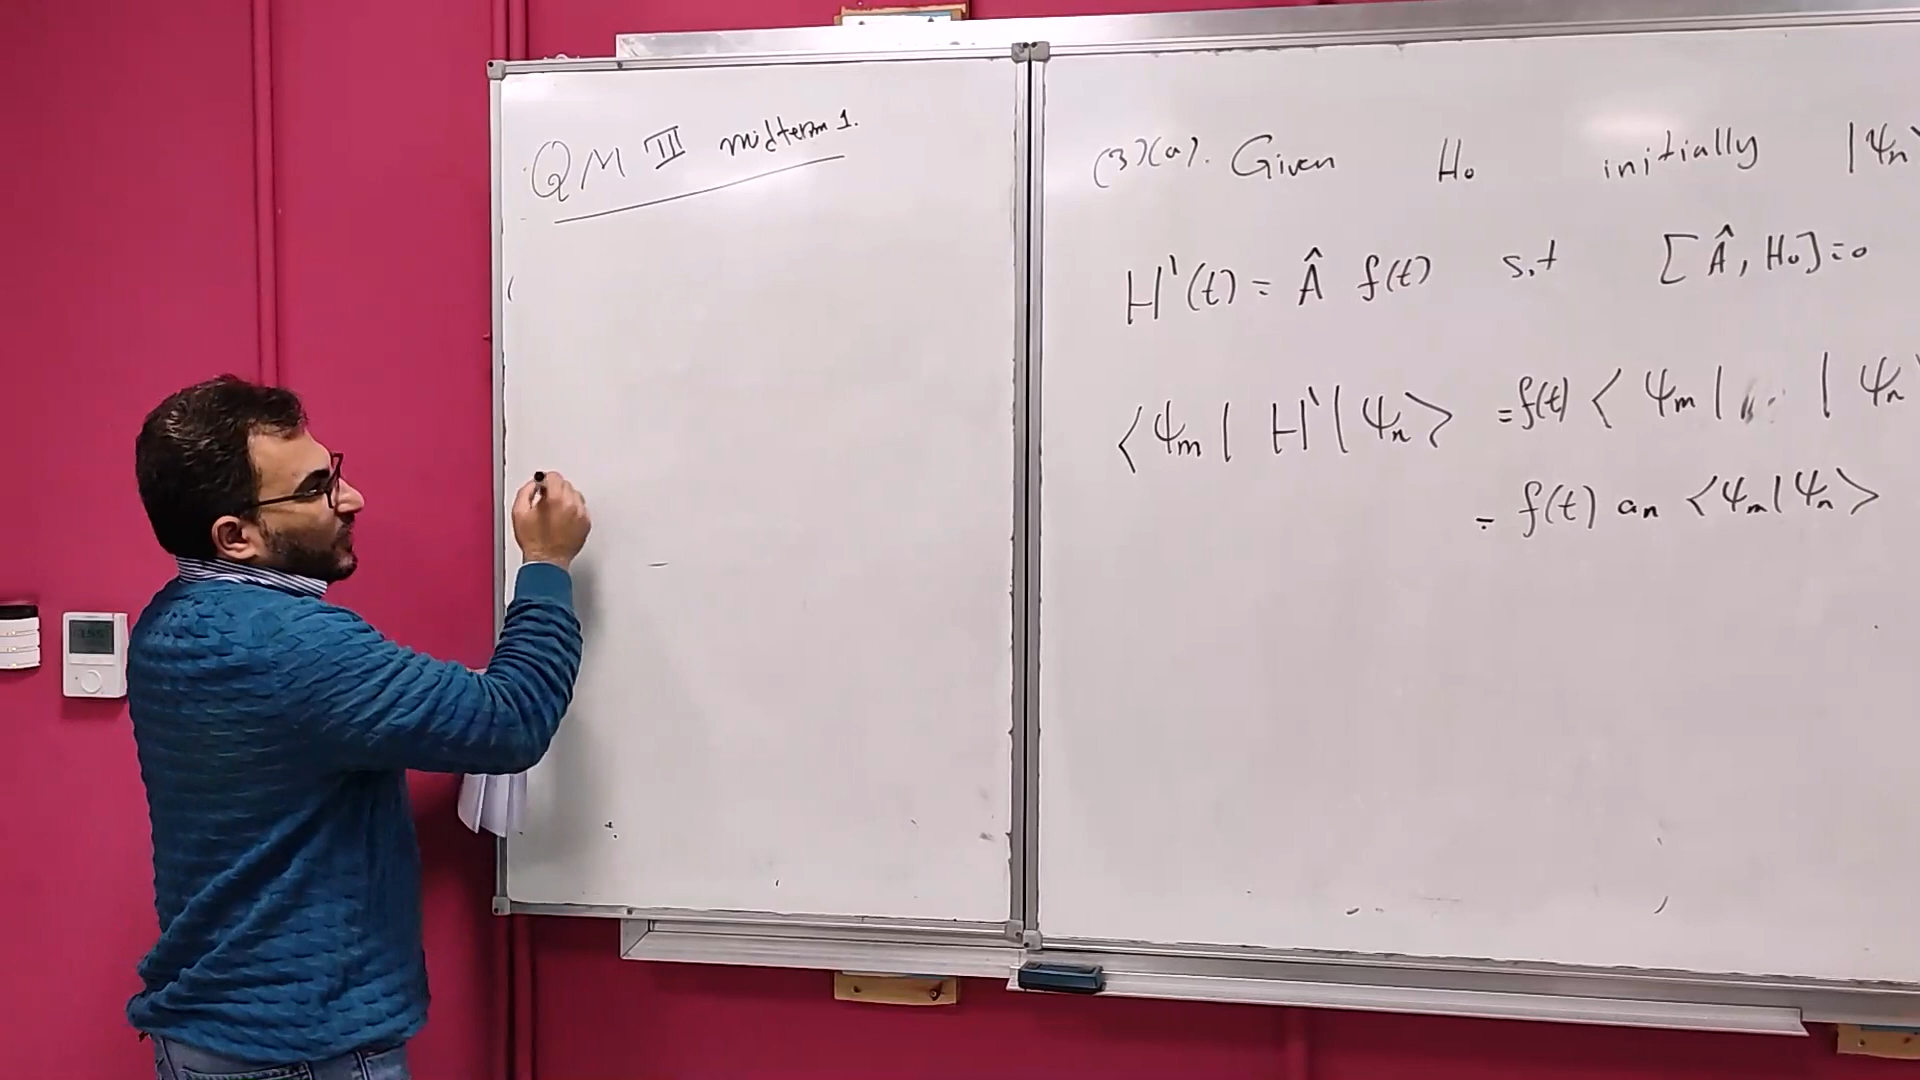 QM III midterm 1.
(3)(a). Given H₀ initially |ψₙ⟩
H'(t) = Â f(t) s.t [Â, H₀]=0
⟨ψₘ| H' |ψₙ⟩ = f(t) ⟨ψₘ| |ψₙ⟩
= f(t) aₙ ⟨ψₘ|ψₙ⟩